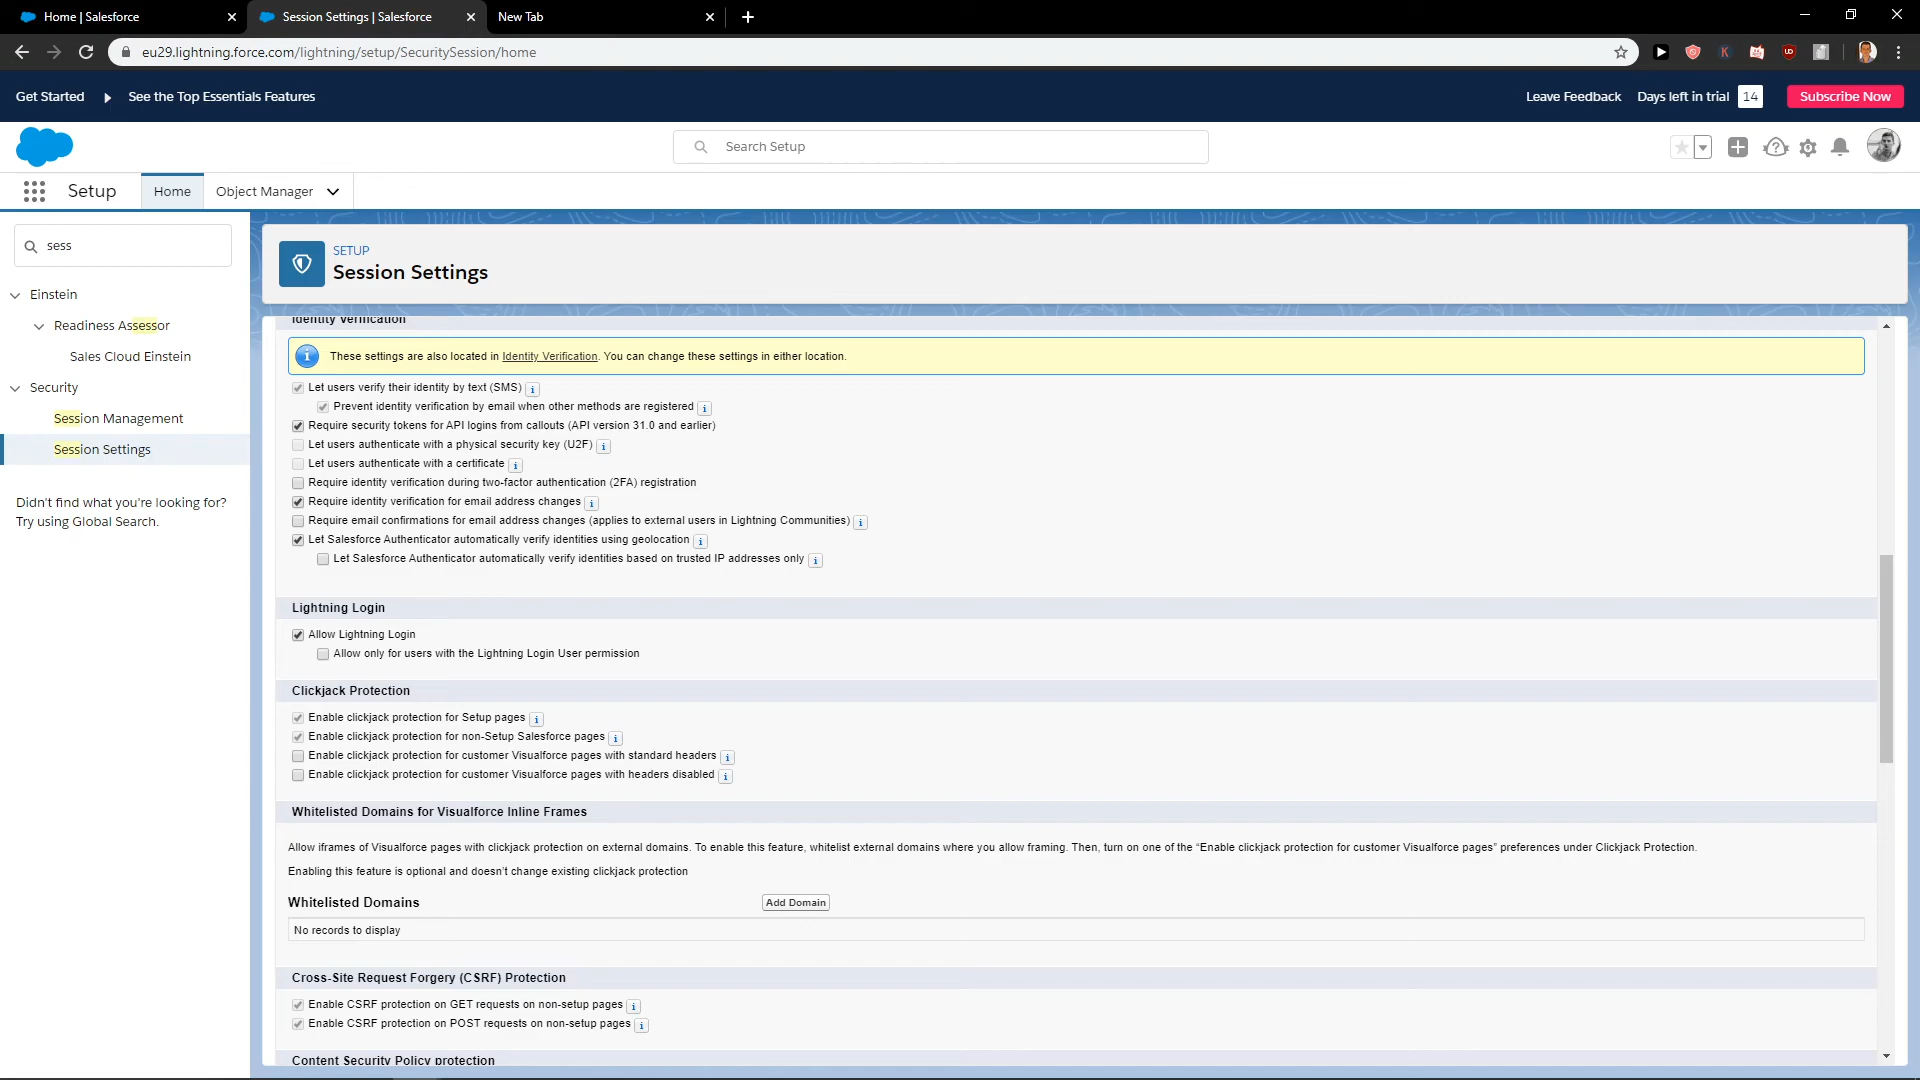 Home | Salesforce
Session Settings | Salesforce
New Tab
eu29.lightning.force.com/lightning/setup/SecuritySession/home
Get Started
See the Top Essentials Features
Leave Feedback
Days left in trial
14
Subscribe Now
Search Setup
Setup
Home
Object Manager
sess
Einstein
Readiness Assessor
Sales Cloud Einstein
Security
Session Management
Session Settings
Didn't find what you're looking for?
Try using Global Search.
SETUP
Session Settings
Identity Verification
These settings are also located in Identity Verification. You can change these settings in either location.
Let users verify their identity by text (SMS)
Prevent identity verification by email when other methods are registered
Require security tokens for API logins from callouts (API version 31.0 and earlier)
Let users authenticate with a physical security key (U2F)
Let users authenticate with a certificate
Require identity verification during two-factor authentication (2FA) registration
Require identity verification for email address changes
Require email confirmations for email address changes (applies to external users in Lightning Communities)
Let Salesforce Authenticator automatically verify identities using geolocation
Let Salesforce Authenticator automatically verify identities based on trusted IP addresses only
Lightning Login
Allow Lightning Login
Allow only for users with the Lightning Login User permission
Clickjack Protection
Enable clickjack protection for Setup pages
Enable clickjack protection for non-Setup Salesforce pages
Enable clickjack protection for customer Visualforce pages with standard headers
Enable clickjack protection for customer Visualforce pages with headers disabled
Whitelisted Domains for Visualforce Inline Frames
Allow iframes of Visualforce pages with clickjack protection on external domains. To enable this feature, whitelist external domains where you allow framing. Then, turn on one of the “Enable clickjack protection for customer Visualforce pages” preferences under Clickjack Protection.
Enabling this feature is optional and doesn't change existing clickjack protection
Whitelisted Domains
Add Domain
No records to display
Cross-Site Request Forgery (CSRF) Protection
Enable CSRF protection on GET requests on non-setup pages
Enable CSRF protection on POST requests on non-setup pages
Content Security Policy protection